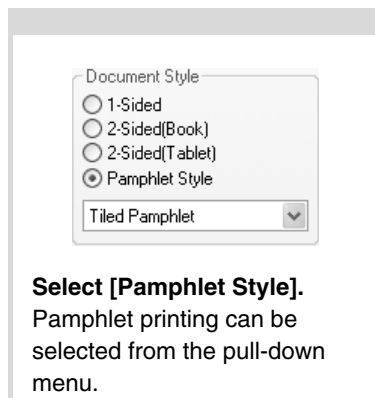 Document Style
1-Sided
2-Sided(Book)
2-Sided(Tablet)
Pamphlet Style
Tiled Pamphlet
Select [Pamphlet Style].
Pamphlet printing can be
selected from the pull-down
menu.